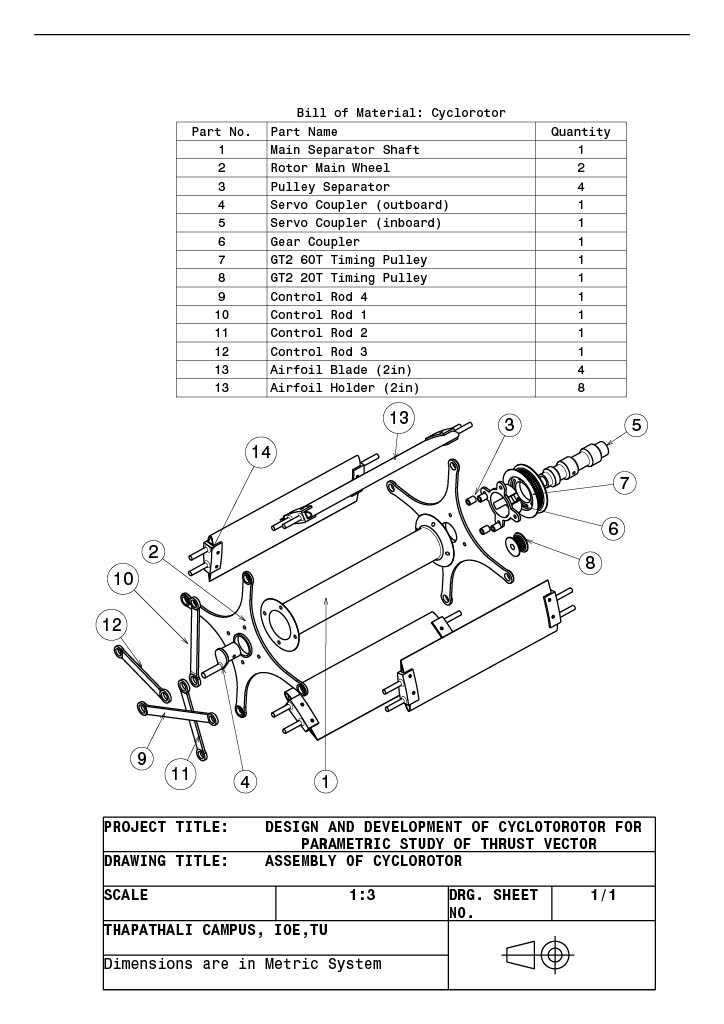 Bill of Material: Cyclorotor
Part No. Part Name Quantity
1 Main Separator Shaft 1
2 Rotor Main Wheel 2
3 Pulley Separator 4
4 Servo Coupler (outboard) 1
5 Servo Coupler (inboard) 1
6 Gear Coupler 1
7 GT2 60T Timing Pulley 1
8 GT2 20T Timing Pulley 1
9 Control Rod 4 1
10 Control Rod 1 1
11 Control Rod 2 1
12 Control Rod 3 1
13 Airfoil Blade (2in) 4
13 Airfoil Holder (2in) 8
13
3
5
14
7
6
2
8
10
12
9
11
4
1
PROJECT TITLE: DESIGN AND DEVELOPMENT OF CYCLOTOROTOR FOR
PARAMETRIC STUDY OF THRUST VECTOR
DRAWING TITLE: ASSEMBLY OF CYCLOROTOR
SCALE 1:3 DRG. SHEET 1/1
NO.
THAPATHALI CAMPUS, IOE,TU
Dimensions are in Metric System